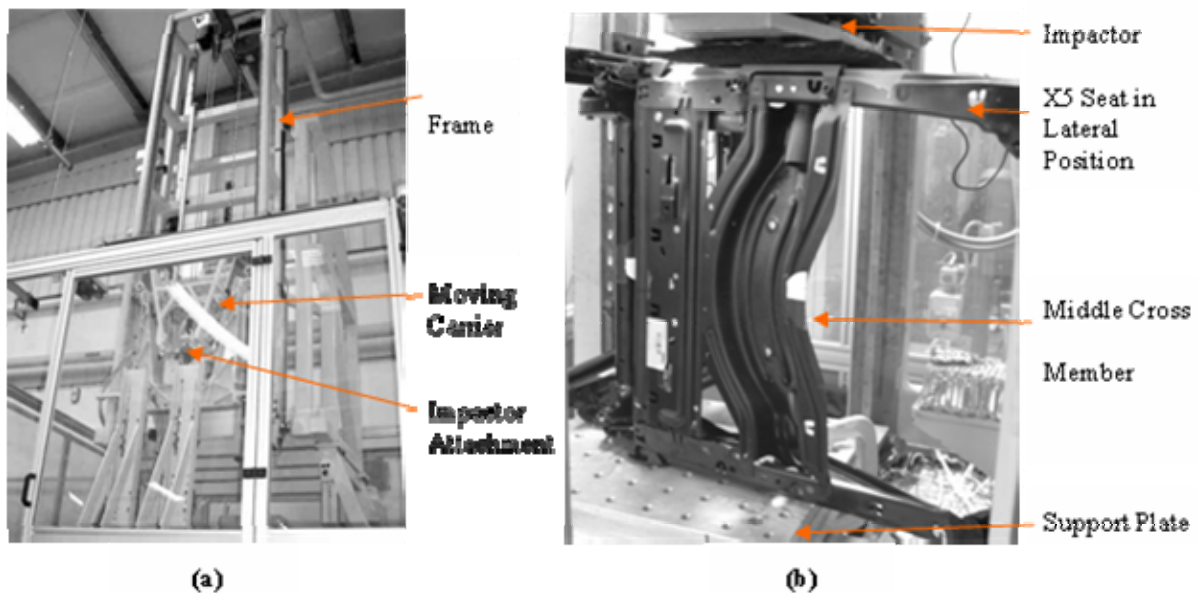 Frame
Moving
Carrier
Impactor
Attachment
(a)
Impactor
X5 Seat in
Lateral
Position
Middle Cross
Member
Support Plate
(b)